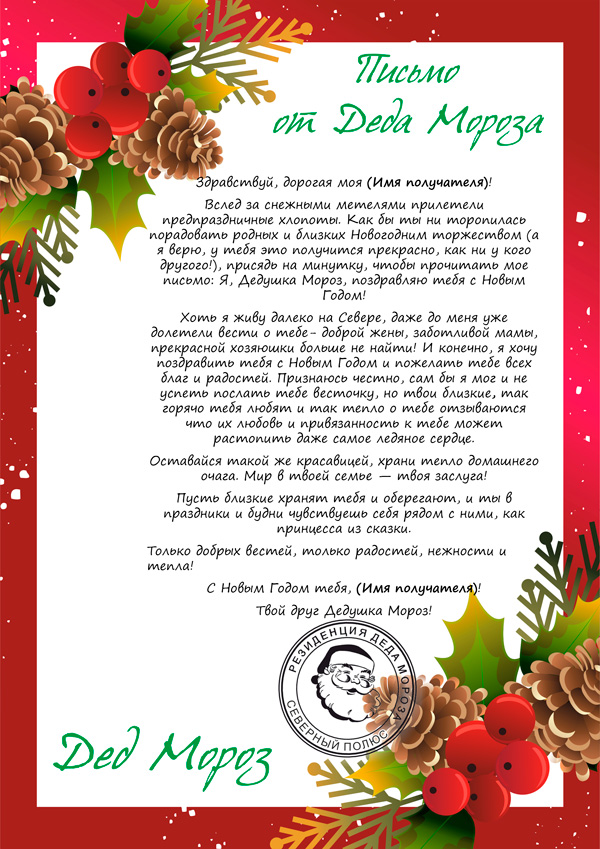 Письмо
от Деда Мороза
Здравствуй, дорогая моя (Имя получателя)!
Вслед за снежными метелями прилетели
предпраздничные хлопоты. Как бы ты ни торопилась
порадовать родных и близких Новогодним торжеством (а
я верю, у тебя это получится прекрасно, как ни у кого
другого!), присядь на минутку, чтобы прочитать мое
письмо: Я, Дедушка Мороз, поздравляю тебя с Новым
Годом!
Хоть я живу далеко на Севере, даже до меня уже
долетели вести о тебе- доброй жены, заботливой мамы,
прекрасной хозяюшки больше не найти! И конечно, я хочу
поздравить тебя с Новым Годом и пожелать тебе всех
благ и радостей. Признаюсь честно, сам бы я мог и не
успеть послать тебе весточку, но твои близкие, так
горячо тебя любят и так тепло о тебе отзываются
что их любовь и привязанность к тебе может
растопить даже самое ледяное сердце.
Оставайся такой же красавицей, храни тепло домашнего
очага. Мир в твоей семье — твоя заслуга!
Пусть близкие хранят тебя и оберегают, и ты в
праздники и будни чувствуешь себя рядом с ними, как
принцесса из сказки.
Только добрых вестей, только радостей, нежности и
тепла!
С Новым Годом тебя, (Имя получателя)!
Твой друг Дедушка Мороз!
РЕЗИДЕНЦИЯ ДЕДА МОРОЗА
СЕВЕРНЫЙ ПОЛЮС
Дед Мороз